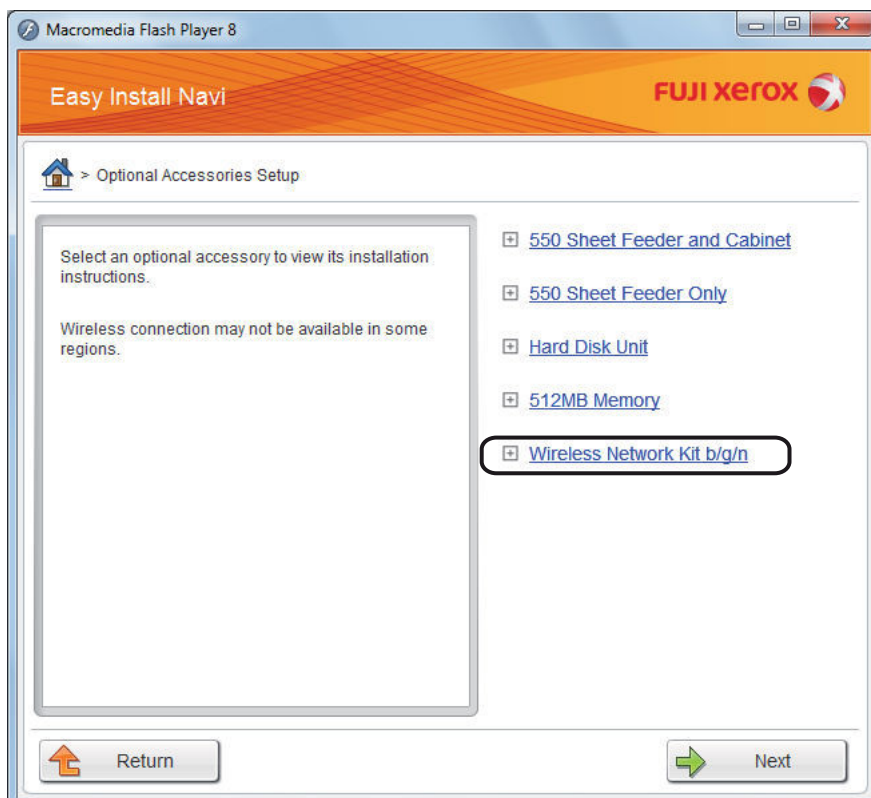 Macromedia Flash Player 8
Easy Install Navi
FUJI xerox
> Optional Accessories Setup
Select an optional accessory to view its installation
instructions.
Wireless connection may not be available in some
regions.
550 Sheet Feeder and Cabinet
550 Sheet Feeder Only
Hard Disk Unit
512MB Memory
Wireless Network Kit b/g/n
Return
Next